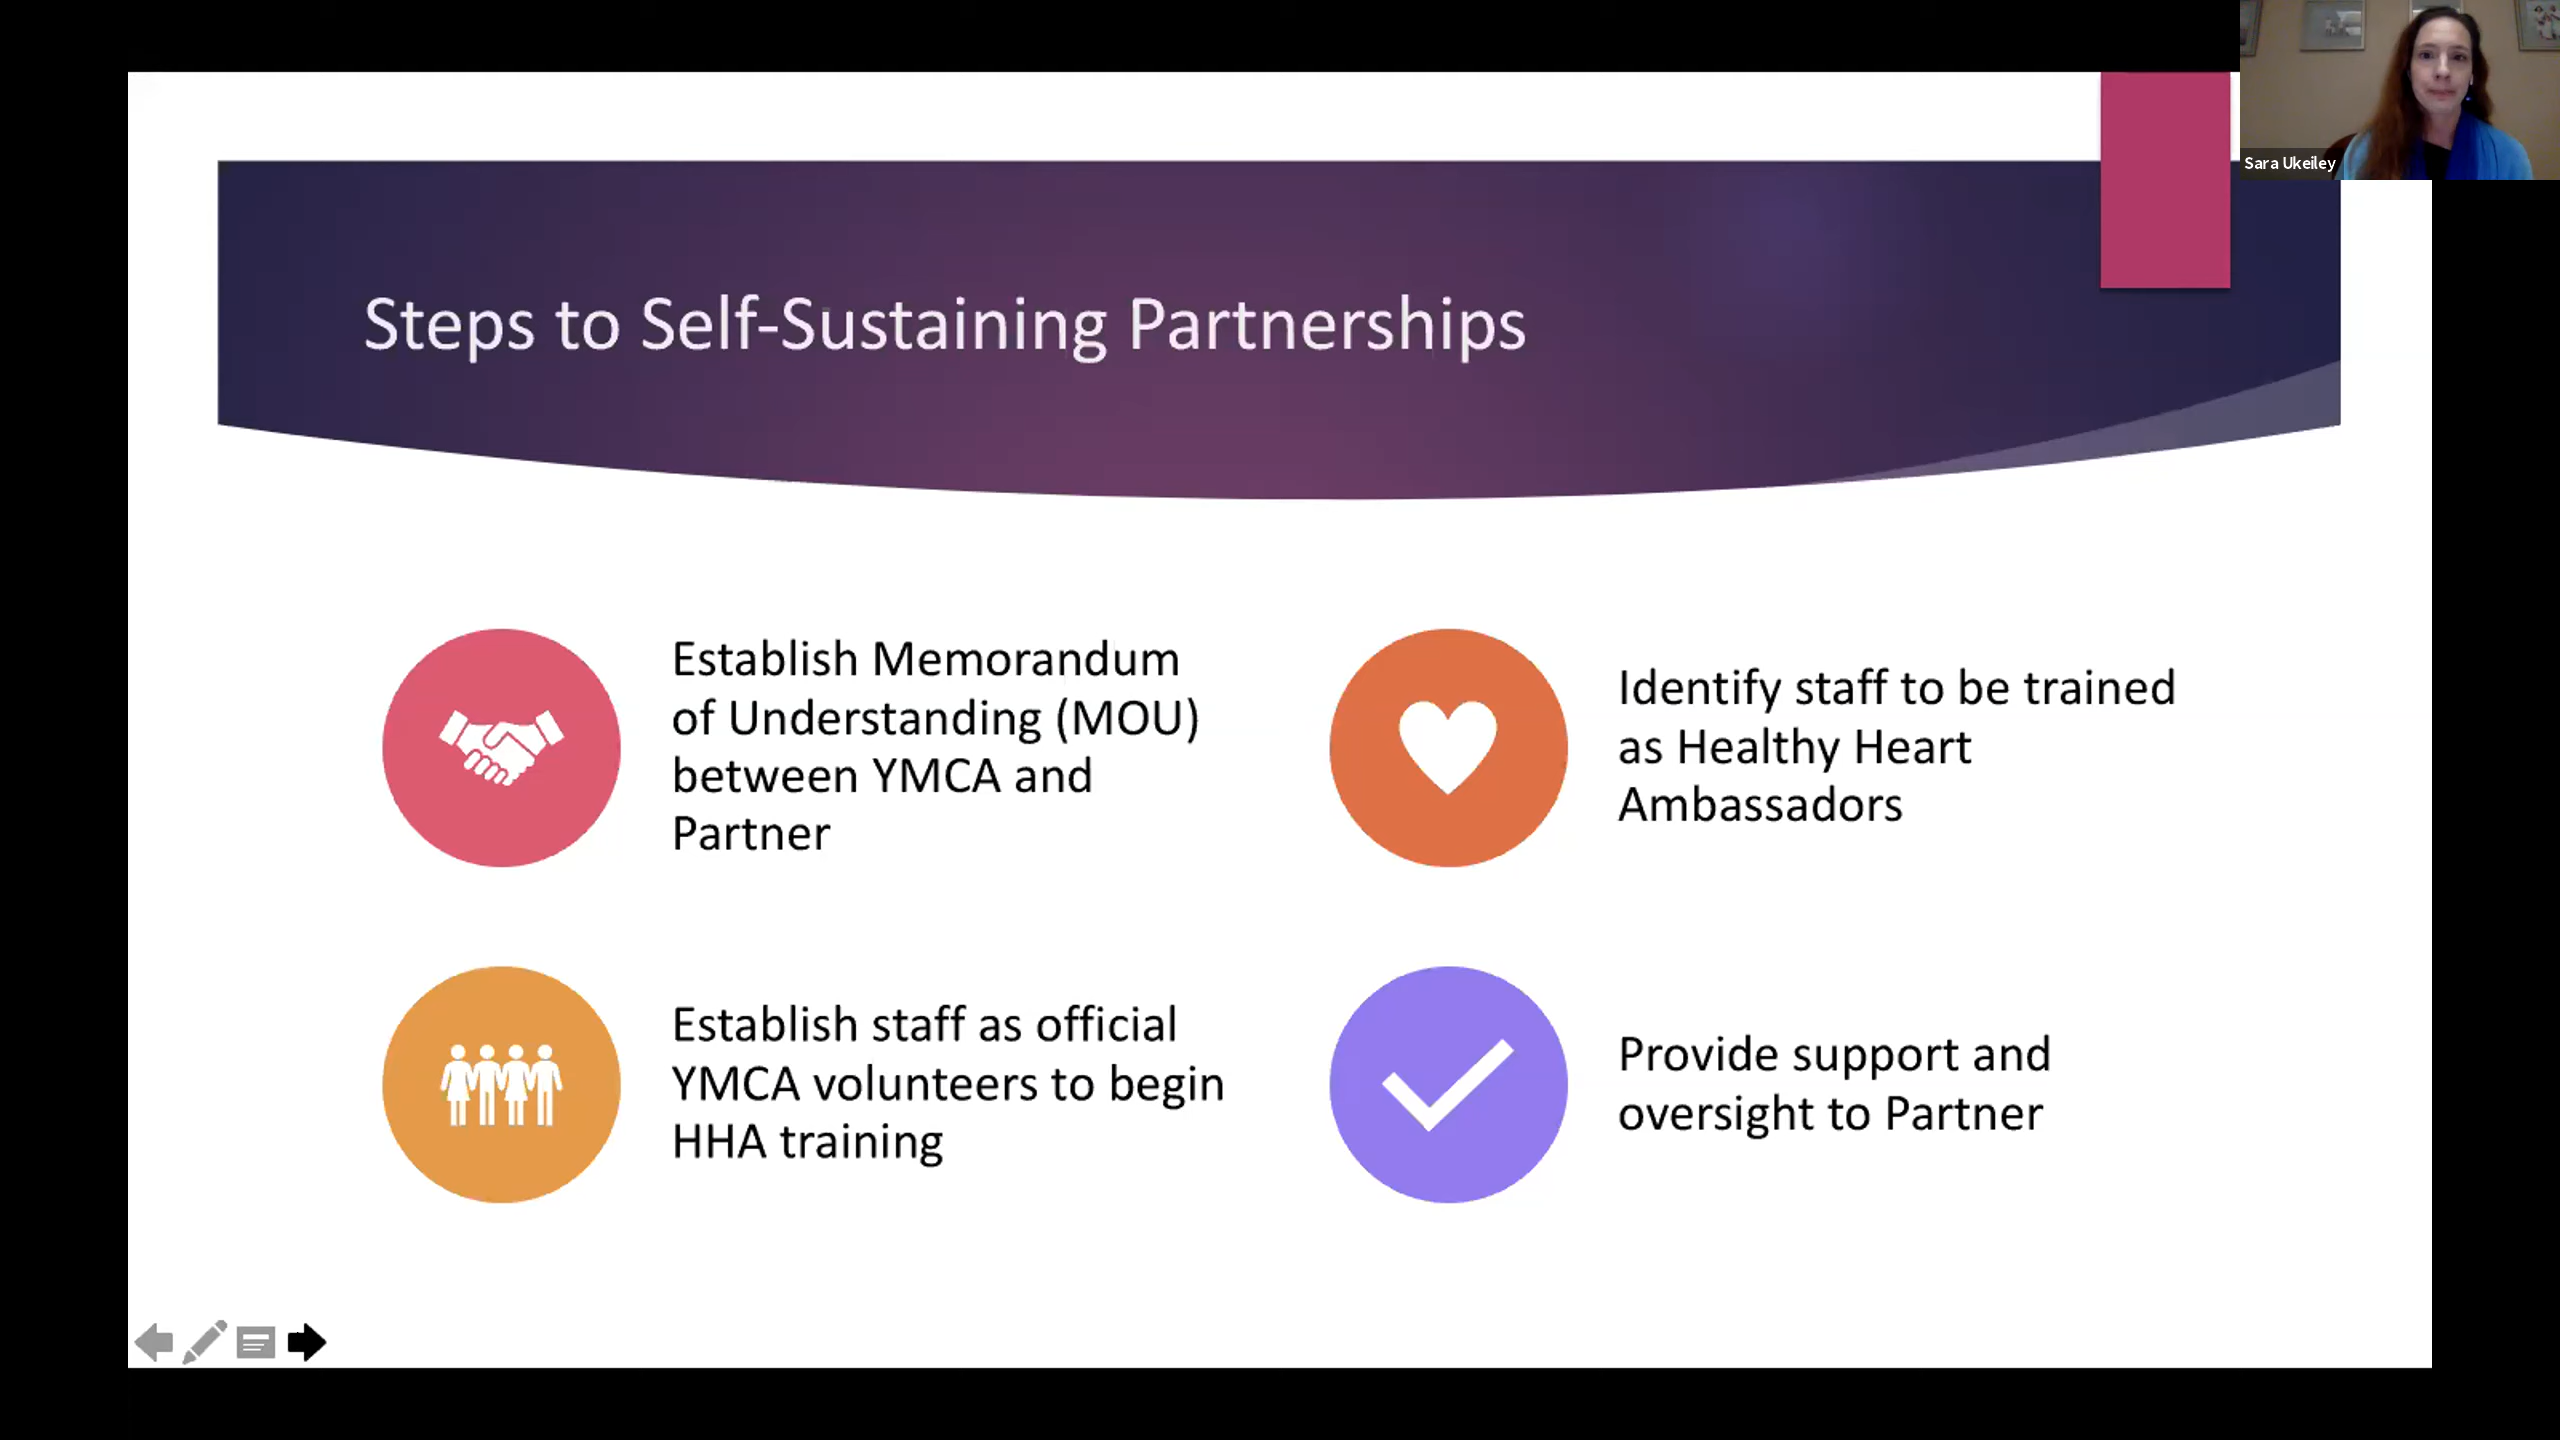 Sara Ukeiley
Steps to Self-Sustaining Partnerships
Establish Memorandum
of Understanding (MOU)
between YMCA and
Partner
Identify staff to be trained
as Healthy Heart
Ambassadors
Establish staff as official
YMCA volunteers to begin
HHA training
Provide support and
oversight to Partner